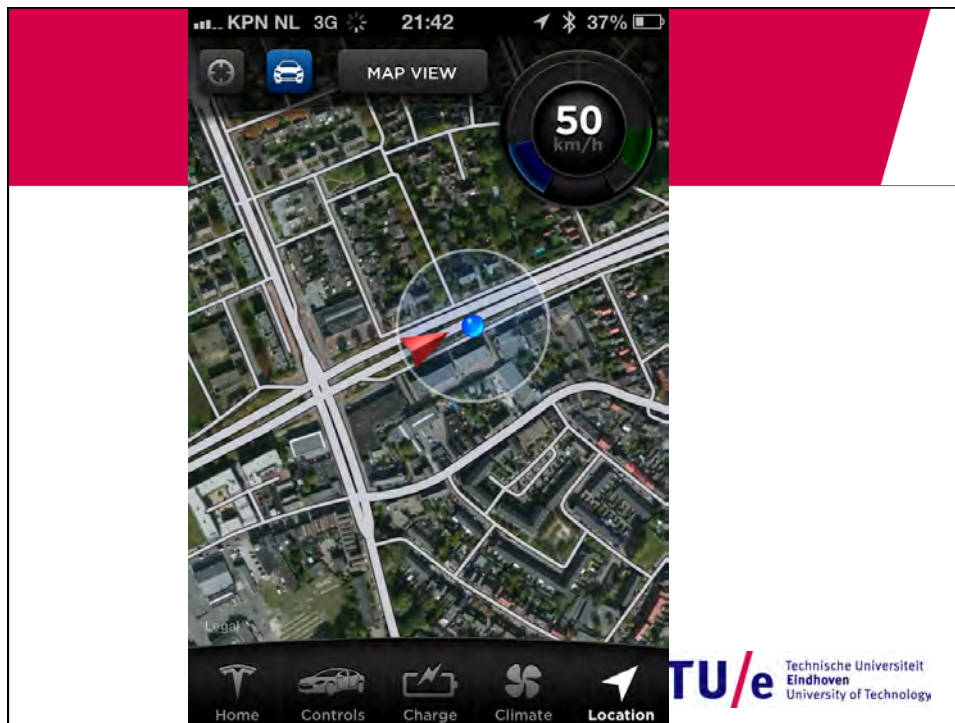 KPN NL 3G 21:42 37%
MAP VIEW
50
km/h
Legal
Home Controls Charge Climate Location
TU/e Technische Universiteit
Eindhoven
University of Technology